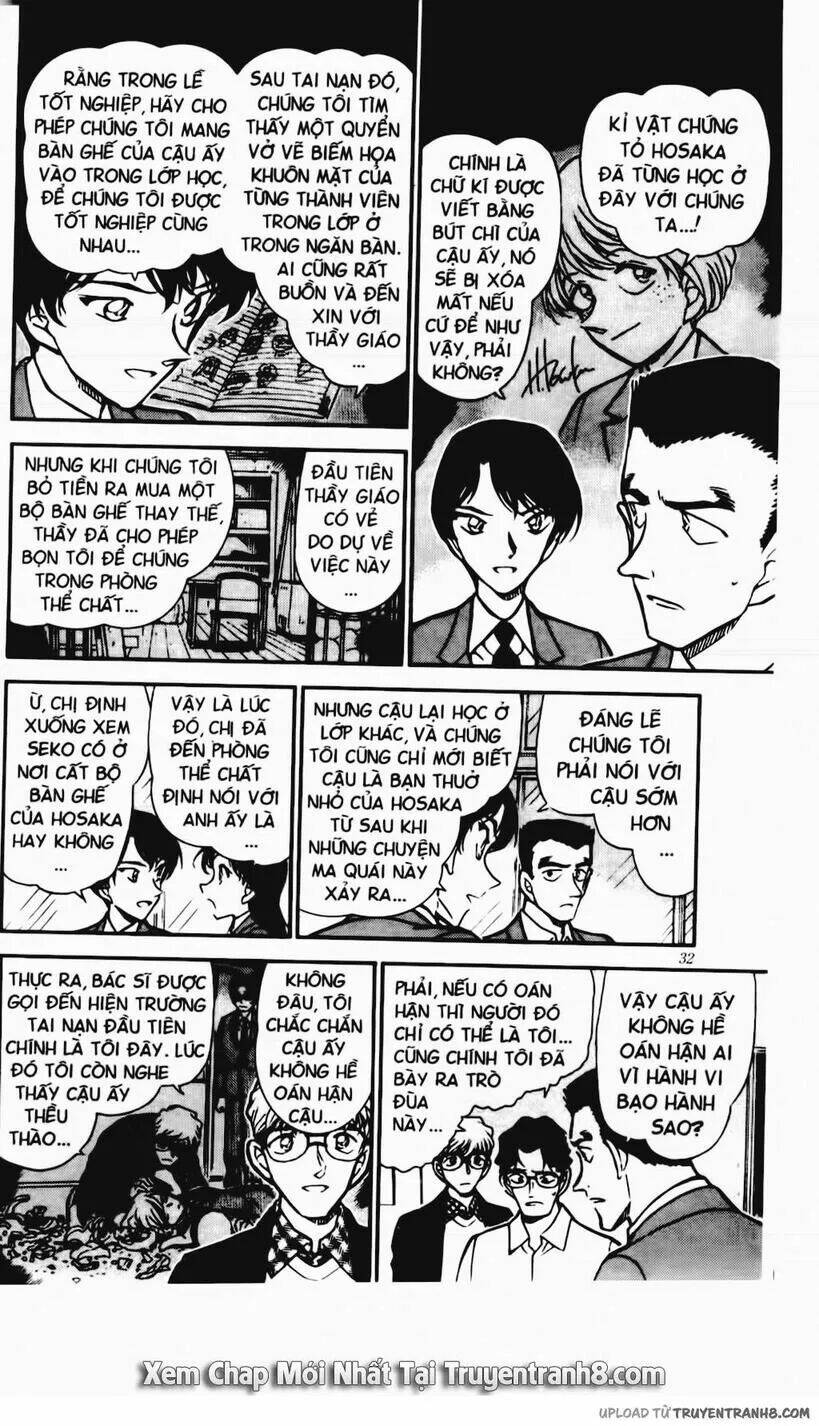 KỈ VẬT CHỨNG
TỎ HOSAKA
ĐÃ TỪNG HỌC Ở
ĐÂY VỚI CHÚNG
TA...!
CHÍNH LÀ
CHỮ KÍ ĐƯỢC
VIẾT BẰNG
BÚT CHÌ CỦA
CẬU ẤY, NÓ
SẼ BỊ XÓA
MẤT NẾU
CỨ ĐỂ NHƯ
VẬY, PHẢI
KHÔNG?
SAU TAI NẠN ĐÓ,
CHÚNG TÔI TÌM
THẤY MỘT QUYỂN
VỞ VẼ BIẾM HỌA
KHUÔN MẶT CỦA
TỪNG THÀNH VIÊN
TRONG LỚP Ở
TRONG NGĂN BÀN.
AI CŨNG RẤT
BUỒN VÀ ĐẾN
XIN VỚI
THẦY GIÁO
...
RẰNG TRONG LỄ
TỐT NGHIỆP, HÃY CHO
PHÉP CHÚNG TÔI MANG
BÀN GHẾ CỦA CẬU ẤY
VÀO TRONG LỚP HỌC,
ĐỂ CHÚNG TÔI ĐƯỢC
TỐT NGHIỆP CÙNG
NHAU...
ĐẦU TIÊN
THẦY GIÁO
CÓ VẺ
DO DỰ VỀ
VIỆC NÀY
...
NHƯNG KHI CHÚNG TÔI
BỎ TIỀN RA MUA MỘT
BỘ BÀN GHẾ THAY THẾ,
THẦY ĐÃ CHO PHÉP
BỌN TÔI ĐỂ CHÚNG
TRONG PHÒNG
THỂ CHẤT...
ĐÁNG LẼ
CHÚNG TÔI
PHẢI NÓI VỚI
CẬU SỚM
HƠN
...
NHƯNG CẬU LẠI HỌC Ở
LỚP KHÁC, VÀ CHÚNG
TÔI CŨNG CHỈ MỚI BIẾT
CẬU LÀ BẠN THUỞ
NHỎ CỦA HOSAKA
TỪ SAU KHI
NHỮNG CHUYỆN
MA QUÁI NÀY
XẢY RA...
VẬY LÀ LÚC
ĐÓ, CHỊ ĐÃ
ĐẾN PHÒNG
THỂ CHẤT
ĐỊNH NÓI VỚI
ANH ẤY LÀ
...
Ừ, CHỊ ĐỊNH
XUỐNG XEM
SEKO CÓ Ở
NƠI CẤT BỘ
BÀN GHẾ
CỦA HOSAKA
HAY KHÔNG
...
32
VẬY CẬU ẤY
KHÔNG HỀ
OÁN HẬN AI
VÌ HÀNH VI
BẠO HÀNH
SAO?
PHẢI, NẾU CÓ OÁN
HẬN THÌ NGƯỜI ĐÓ
CHỈ CÓ THỂ LÀ TÔI...
CŨNG CHÍNH TÔI ĐÃ
BÀY RA TRÒ
ĐÙA
NÀY...
KHÔNG
ĐÂU, TÔI
CHẮC CHẮN
CẬU ẤY
KHÔNG HỀ
OÁN HẬN
CẬU...
THỰC RA, BÁC SĨ ĐƯỢC
GỌI ĐẾN HIỆN TRƯỜNG
TAI NẠN ĐẦU TIÊN
CHÍNH LÀ TÔI ĐÂY. LÚC
ĐÓ TÔI CÒN NGHE
THẤY CẬU ẤY
THỀU
THÀO...
Xem Chap Mới Nhất Tại Truyentranh8.com
UPLOAD TỪ TRUYENTRANH8.COM